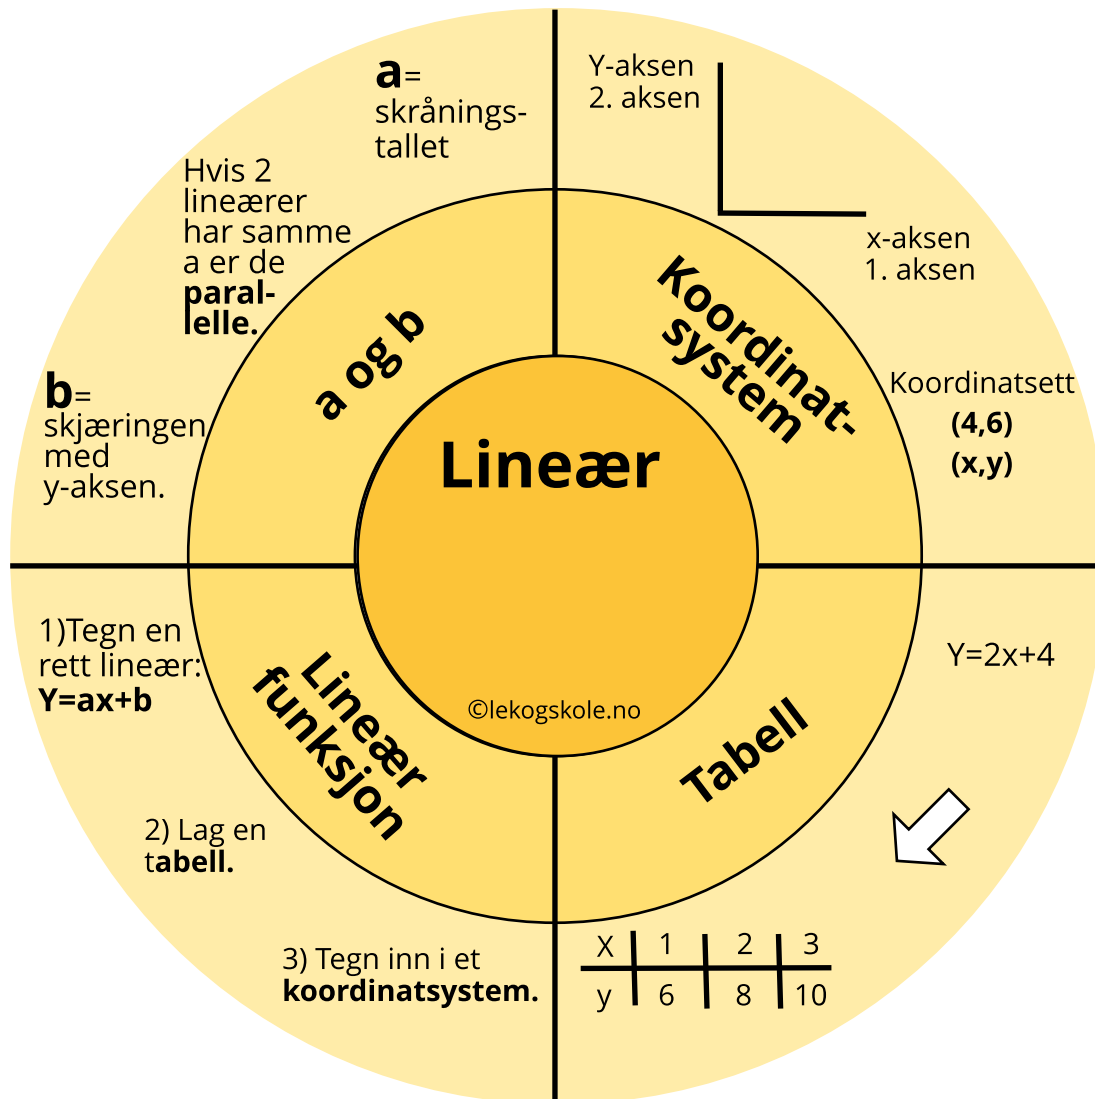 Lineær
©lekogskole.no
a og b
a=
skrånings-
tallet
Hvis 2
lineærer
har samme
a er de
paral-
lelle.
b=
skjæringen
med
y-aksen.
Koordinat-
system
Y-aksen
2. aksen
x-aksen
1. aksen
Koordinatsett
(4,6)
(x,y)
Tabell
Y=2x+4
X 1 2 3
y 6 8 10
Lineær
funksjon
1)Tegn en
rett lineær:
Y=ax+b
2) Lag en
tabell.
3) Tegn inn i et
koordinatsystem.